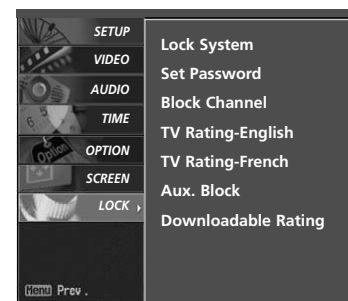 SETUP
VIDEO
AUDIO
TIME
OPTION
SCREEN
LOCK
Menu Prev.
Lock System
Set Password
Block Channel
TV Rating-English
TV Rating-French
Aux. Block
Downloadable Rating
Option